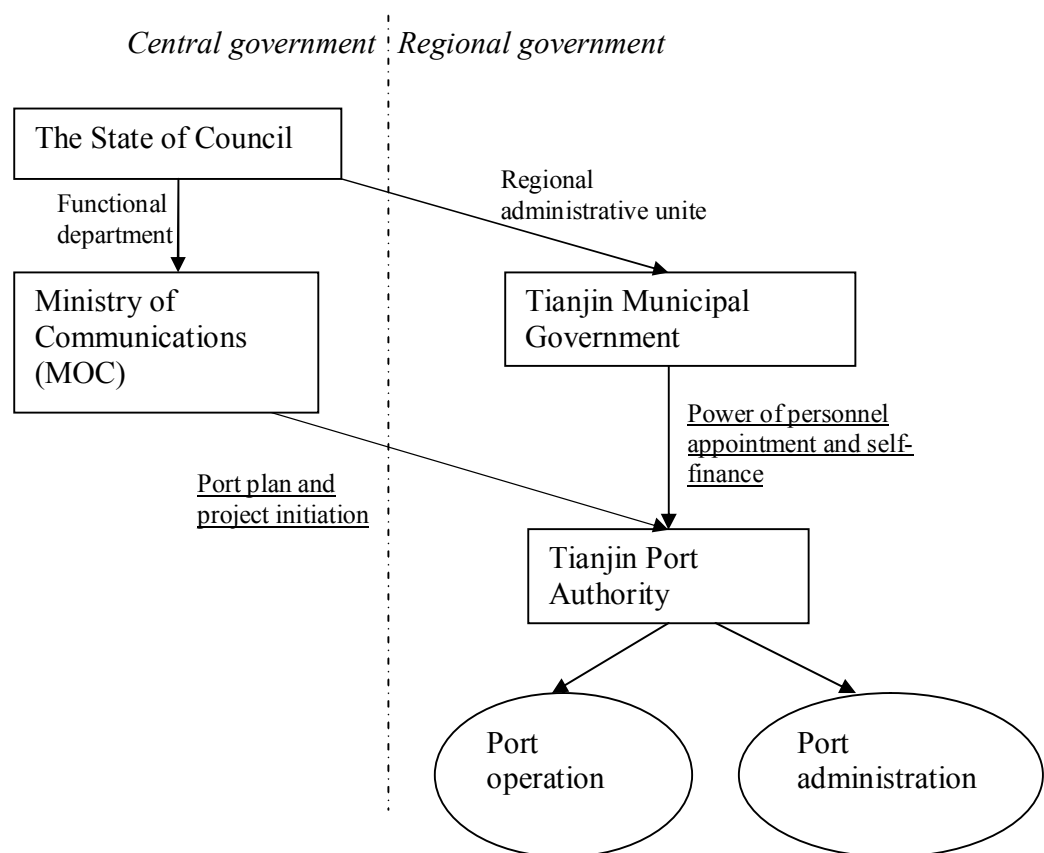 Central government Regional government
The State of Council
Functional
department
Regional
administrative unite
Ministry of
Communications
(MOC)
Tianjin Municipal
Government
Power of personnel
appointment and self-
finance
Port plan and
project initiation
Tianjin Port
Authority
Port
operation
Port
administration